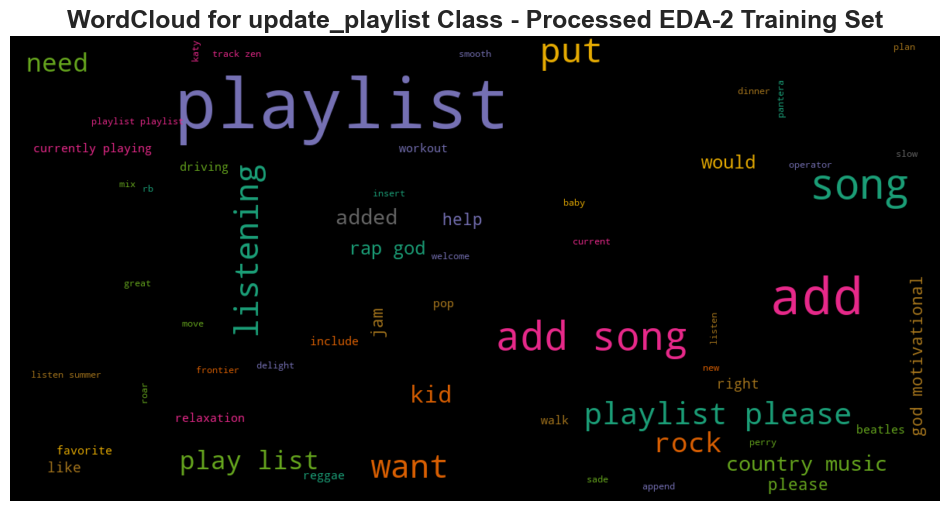 WordCloud for update_playlist Class - Processed EDA-2 Training Set
need
katy
track zen
smooth
put
plan
playlist
dinner
pantera
playlist playlist
currently playing
workout
driving
would
operator
slow
mix
rb
listening
insert
song
added
help
baby
rap god
welcome
current
great
pop
add
god motivational
move
jam
include
add song
listen
listen summer
frontier
delight
new
right
roar
kid
relaxation
walk
playlist please
favorite
like
play list
reggae
want
rock
perry
beatles
country music
sade
append
please